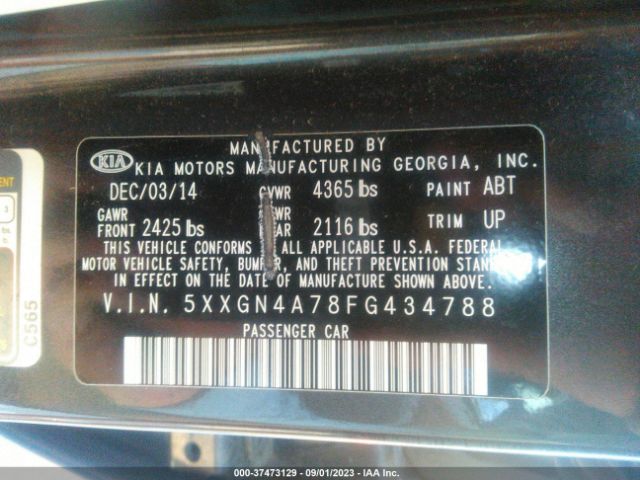 MANUFACTURED BY
KIA KIA MOTORS MANUFACTURING GEORGIA, INC.
DEC/03/14 GVWR 4365 lbs PAINT ABT
GAWR FRONT 2425 lbs 2116 lbs TRIM UP
THIS VEHICLE CONFORMS ALL APPLICABLE U.S.A. FEDERAL
MOTOR VEHICLE SAFETY, BUMPER, AND THEFT PREVENTION STANDARDS
IN EFFECT ON THE DATE OF MANUFACTURE SHOWN ABOVE.
V.I.N. 5XXGN4A78FG434788
PASSENGER CAR
C565
000-37473129 - 09/01/2023 - IAA Inc.